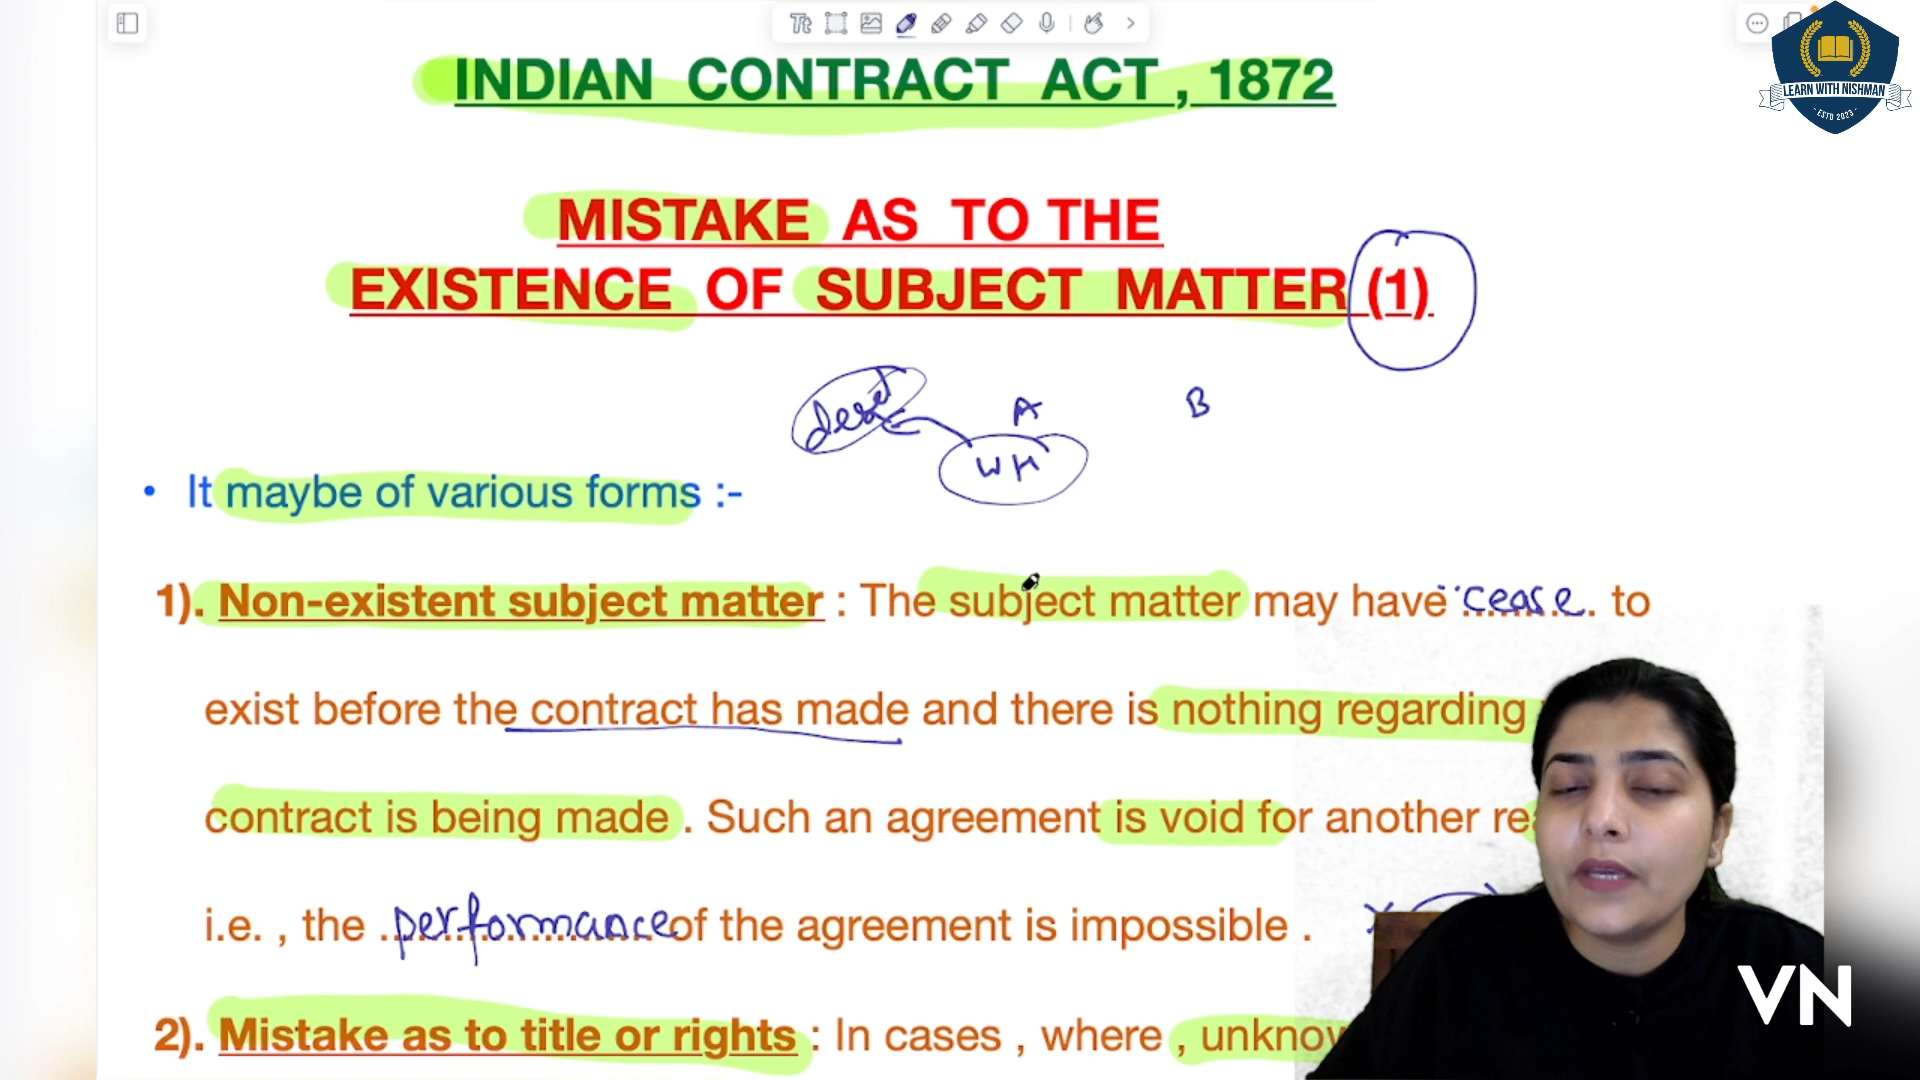 INDIAN CONTRACT ACT , 1872
LEARN WITH NISHMAN
- ESTD 2023 -
MISTAKE AS TO THE
EXISTENCE OF SUBJECT MATTER (1)
A B
WH
• It maybe of various forms :-
1). Non-existent subject matter : The subject matter may have cease to
exist before the contract has made and there is nothing regarding
contract is being made . Such an agreement is void for another
i.e. , the performance of the agreement is impossible .
2). Mistake as to title or rights : In cases , where ,
VN